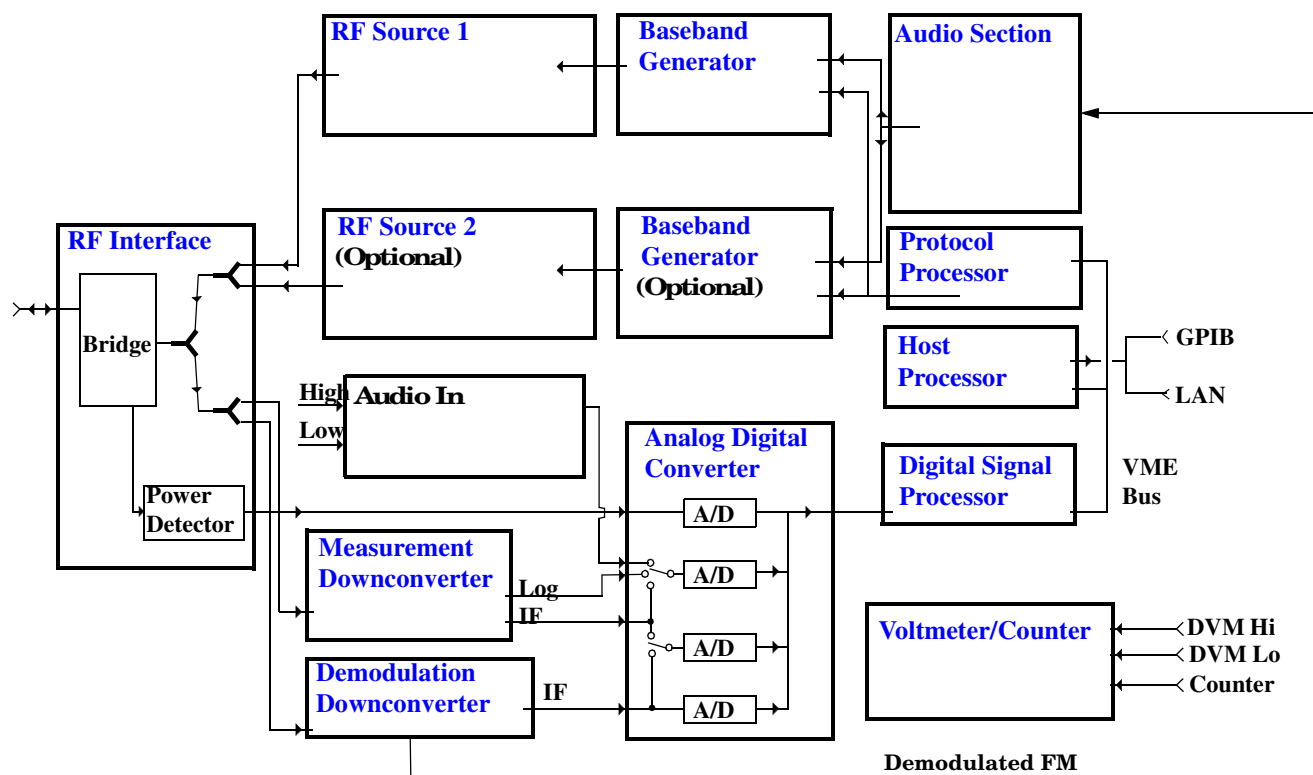 RF Source 1
Baseband
Generator
Audio Section
RF Interface
RF Source 2
(Optional)
Baseband
Generator
(Optional)
Protocol
Processor
Bridge
Host
Processor
GPIB
LAN
High
Low
Audio In
Analog Digital
Converter
Digital Signal
Processor
VME
Bus
Power
Detector
A/D
Measurement
Downconverter
Log
IF
A/D
Voltmeter/Counter
DVM Hi
DVM Lo
Counter
A/D
Demodulation
Downconverter
IF
A/D
Demodulated FM